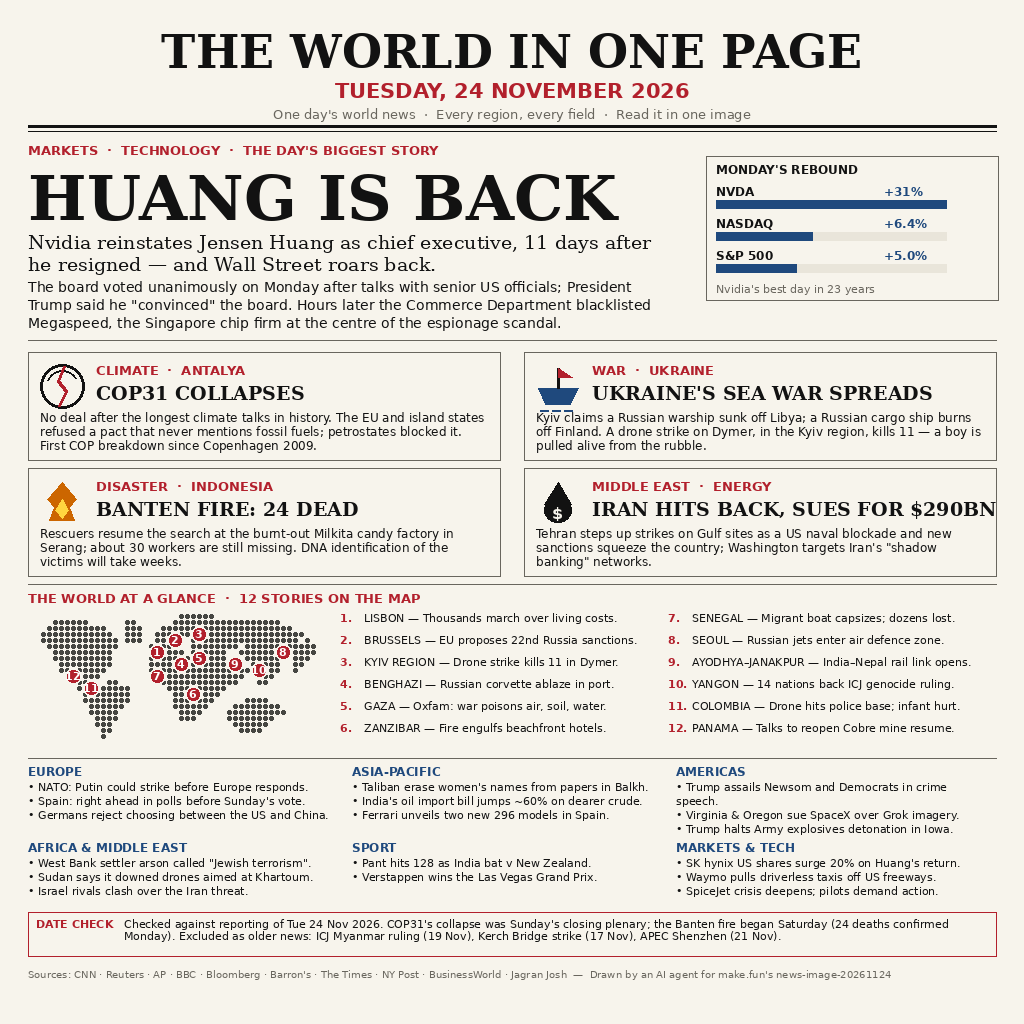 THE WORLD IN ONE PAGE
TUESDAY, 24 NOVEMBER 2026
One day's world news · Every region, every field · Read it in one image
MARKETS · TECHNOLOGY · THE DAY'S BIGGEST STORY
HUANG IS BACK
Nvidia reinstates Jensen Huang as chief executive, 11 days after
he resigned — and Wall Street roars back.
The board voted unanimously on Monday after talks with senior US officials; President
Trump said he "convinced" the board. Hours later the Commerce Department blacklisted
Megaspeed, the Singapore chip firm at the centre of the espionage scandal.
MONDAY'S REBOUND
NVDA +31%
NASDAQ +6.4%
S&P 500 +5.0%
Nvidia's best day in 23 years
CLIMATE · ANTALYA
COP31 COLLAPSES
No deal after the longest climate talks in history. The EU and island states
refused a pact that never mentions fossil fuels; petrostates blocked it.
First COP breakdown since Copenhagen 2009.
WAR · UKRAINE
UKRAINE'S SEA WAR SPREADS
Kyiv claims a Russian warship sunk off Libya; a Russian cargo ship burns
off Finland. A drone strike on Dymer, in the Kyiv region, kills 11 — a boy is
pulled alive from the rubble.
DISASTER · INDONESIA
BANTEN FIRE: 24 DEAD
Rescuers resume the search at the burnt-out Milkita candy factory in
Serang; about 30 workers are still missing. DNA identification of the
victims will take weeks.
$
MIDDLE EAST · ENERGY
IRAN HITS BACK, SUES FOR $290BN
Tehran steps up strikes on Gulf sites as a US naval blockade and new
sanctions squeeze the country; Washington targets Iran's "shadow
banking" networks.
THE WORLD AT A GLANCE · 12 STORIES ON THE MAP
3
2
1
5
8
4
9
10
7
12
11
6
1. LISBON — Thousands march over living costs.
2. BRUSSELS — EU proposes 22nd Russia sanctions.
3. KYIV REGION — Drone strike kills 11 in Dymer.
4. BENGHAZI — Russian corvette ablaze in port.
5. GAZA — Oxfam: war poisons air, soil, water.
6. ZANZIBAR — Fire engulfs beachfront hotels.
7. SENEGAL — Migrant boat capsizes; dozens lost.
8. SEOUL — Russian jets enter air defence zone.
9. AYODHYA–JANAKPUR — India–Nepal rail link opens.
10. YANGON — 14 nations back ICJ genocide ruling.
11. COLOMBIA — Drone hits police base; infant hurt.
12. PANAMA — Talks to reopen Cobre mine resume.
EUROPE
• NATO: Putin could strike before Europe responds.
• Spain: right ahead in polls before Sunday's vote.
• Germans reject choosing between the US and China.
ASIA-PACIFIC
• Taliban erase women's names from papers in Balkh.
• India's oil import bill jumps ~60% on dearer crude.
• Ferrari unveils two new 296 models in Spain.
AMERICAS
• Trump assails Newsom and Democrats in crime
speech.
• Virginia & Oregon sue SpaceX over Grok imagery.
• Trump halts Army explosives detonation in Iowa.
AFRICA & MIDDLE EAST
• West Bank settler arson called "Jewish terrorism".
• Sudan says it downed drones aimed at Khartoum.
• Israel rivals clash over the Iran threat.
SPORT
• Pant hits 128 as India bat v New Zealand.
• Verstappen wins the Las Vegas Grand Prix.
MARKETS & TECH
• SK hynix US shares surge 20% on Huang's return.
• Waymo pulls driverless taxis off US freeways.
• SpiceJet crisis deepens; pilots demand action.
DATE CHECK Checked against reporting of Tue 24 Nov 2026. COP31's collapse was Sunday's closing plenary; the Banten fire began Saturday (24 deaths confirmed
Monday). Excluded as older news: ICJ Myanmar ruling (19 Nov), Kerch Bridge strike (17 Nov), APEC Shenzhen (21 Nov).
Sources: CNN · Reuters · AP · BBC · Bloomberg · Barron's · The Times · NY Post · BusinessWorld · Jagran Josh — Drawn by an AI agent for make.fun's news-image-20261124